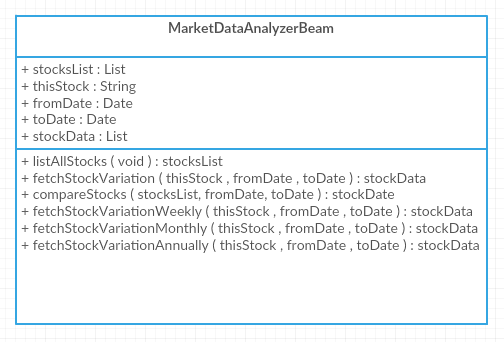 MarketDataAnalyzerBeam
+ stocksList : List
+ thisStock : String
+ fromDate : Date
+ toDate : Date
+ stockData : List
+ listAllStocks ( void ) : stocksList
+ fetchStockVariation ( thisStock , fromDate , toDate ) : stockData
+ compareStocks ( stocksList, fromDate, toDate ) : stockDate
+ fetchStockVariationWeekly ( thisStock , fromDate , toDate ) : stockData
+ fetchStockVariationMonthly ( thisStock , fromDate , toDate ) : stockData
+ fetchStockVariationAnnually ( thisStock , fromDate , toDate ) : stockData